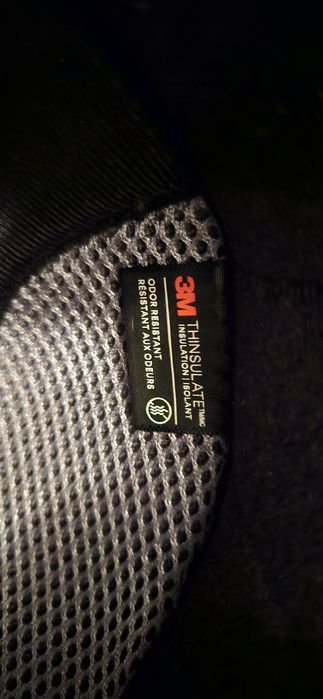 3M
THINSULATE™/MC
INSULATION | ISOLANT
ODOR RESISTANT
RÉSISTANT AUX ODEURS